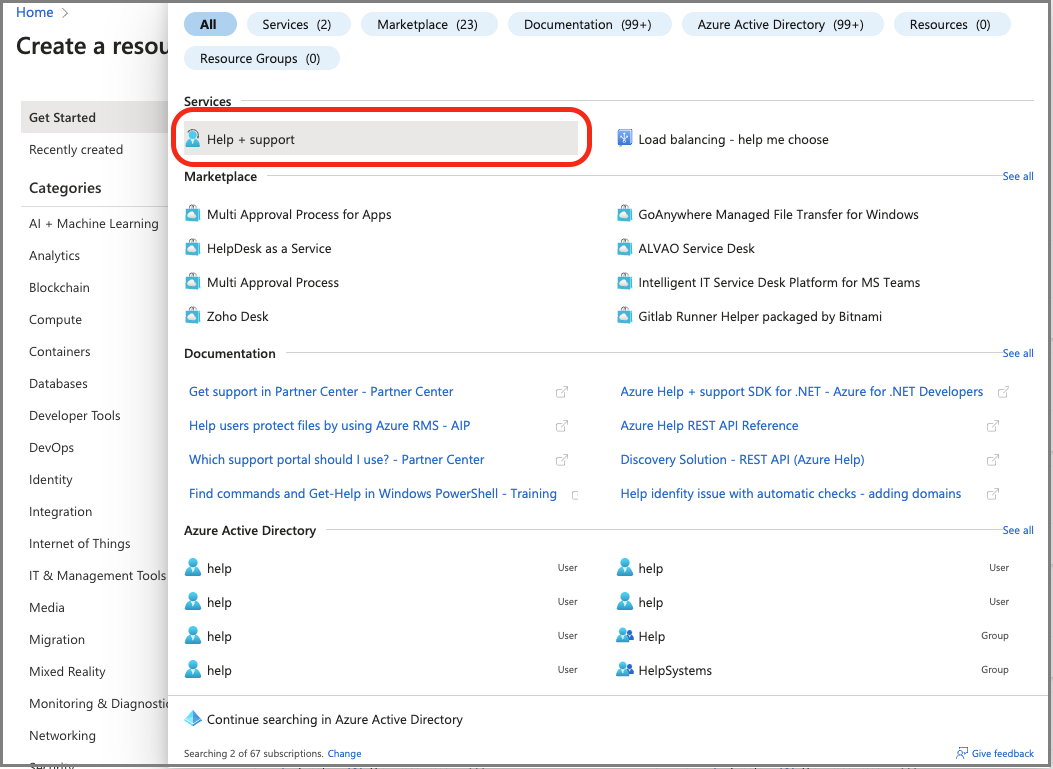 Home
Create a resou
All
Services (2)
Marketplace (23)
Documentation (99+)
Azure Active Directory (99+)
Resources (0)
Resource Groups (0)
Get Started
Recently created
Categories
AI + Machine Learning
Analytics
Blockchain
Compute
Containers
Databases
Developer Tools
DevOps
Identity
Integration
Internet of Things
IT & Management Tools
Media
Migration
Mixed Reality
Monitoring & Diagnostic
Networking
Security
Services
Help + support
Load balancing - help me choose
Marketplace
See all
Multi Approval Process for Apps
GoAnywhere Managed File Transfer for Windows
HelpDesk as a Service
ALVAO Service Desk
Multi Approval Process
Intelligent IT Service Desk Platform for MS Teams
Zoho Desk
Gitlab Runner Helper packaged by Bitnami
Documentation
See all
Get support in Partner Center - Partner Center
Azure Help + support SDK for .NET - Azure for .NET Developers
Help users protect files by using Azure RMS - AIP
Azure Help REST API Reference
Which support portal should I use? - Partner Center
Discovery Solution - REST API (Azure Help)
Find commands and Get-Help in Windows PowerShell - Training
Help idenfity issue with automatic checks - adding domains
Azure Active Directory
See all
help User
help User
help User
help User
help User
Help Group
help User
HelpSystems Group
Continue searching in Azure Active Directory
Searching 2 of 67 subscriptions. Change
Give feedback